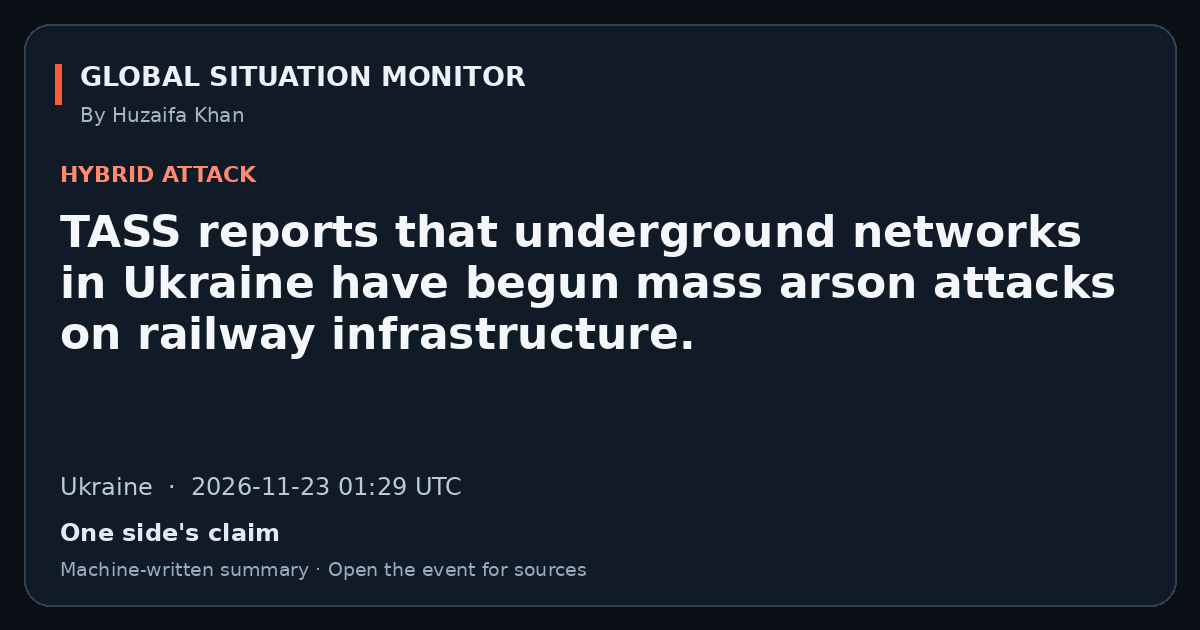 GLOBAL SITUATION MONITOR
By Huzaifa Khan
HYBRID ATTACK
TASS reports that underground networks
in Ukraine have begun mass arson attacks
on railway infrastructure.
Ukraine · 2026-11-23 01:29 UTC
One side's claim
Machine-written summary · Open the event for sources